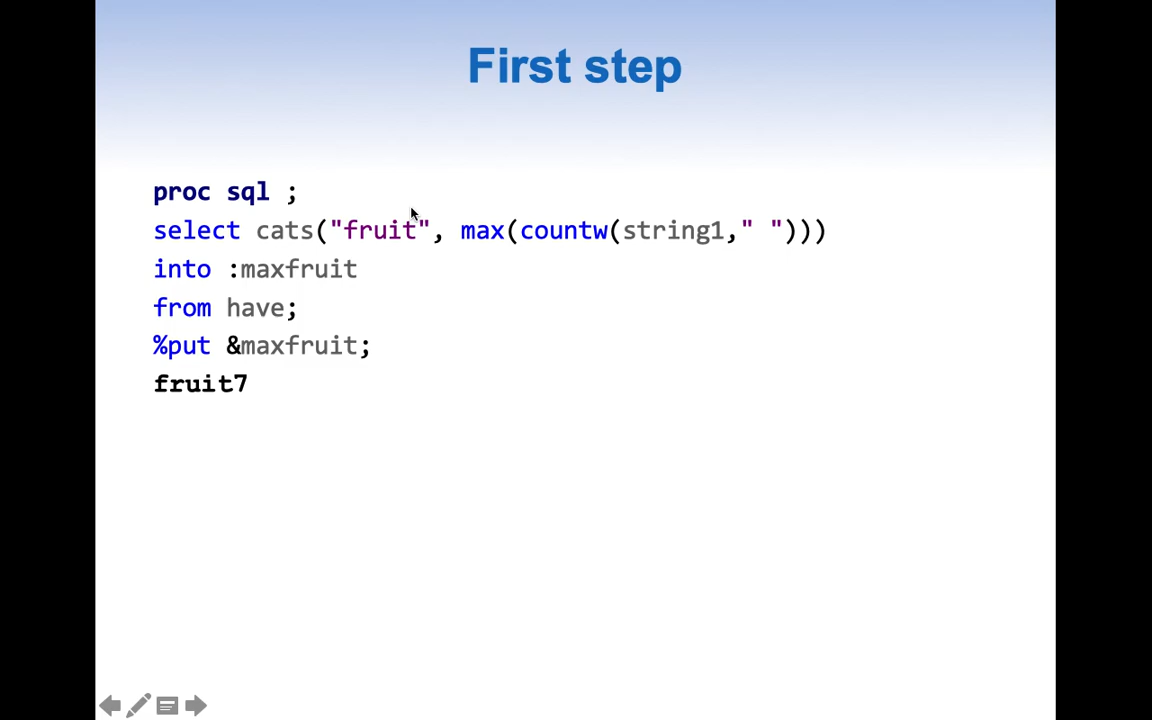 First step
proc sql ;
select cats("fruit", max(countw(string1," ")))
into :maxfruit
from have;
%put &maxfruit;
fruit7